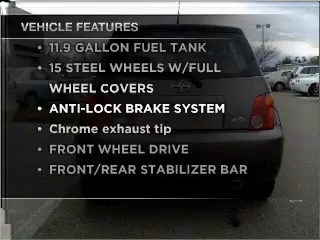 VEHICLE FEATURES
• 11.9 GALLON FUEL TANK
• 15 STEEL WHEELS W/FULL
WHEEL COVERS
• ANTI-LOCK BRAKE SYSTEM
• Chrome exhaust tip
• FRONT WHEEL DRIVE
• FRONT/REAR STABILIZER BAR